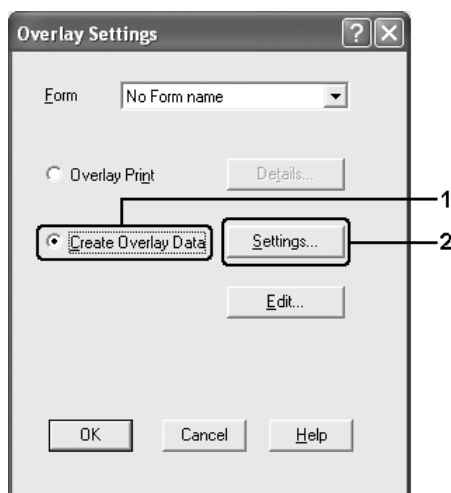 Overlay Settings
Form No Form name
Overlay Print Details...
1
Create Overlay Data Settings... 2
Edit...
OK Cancel Help